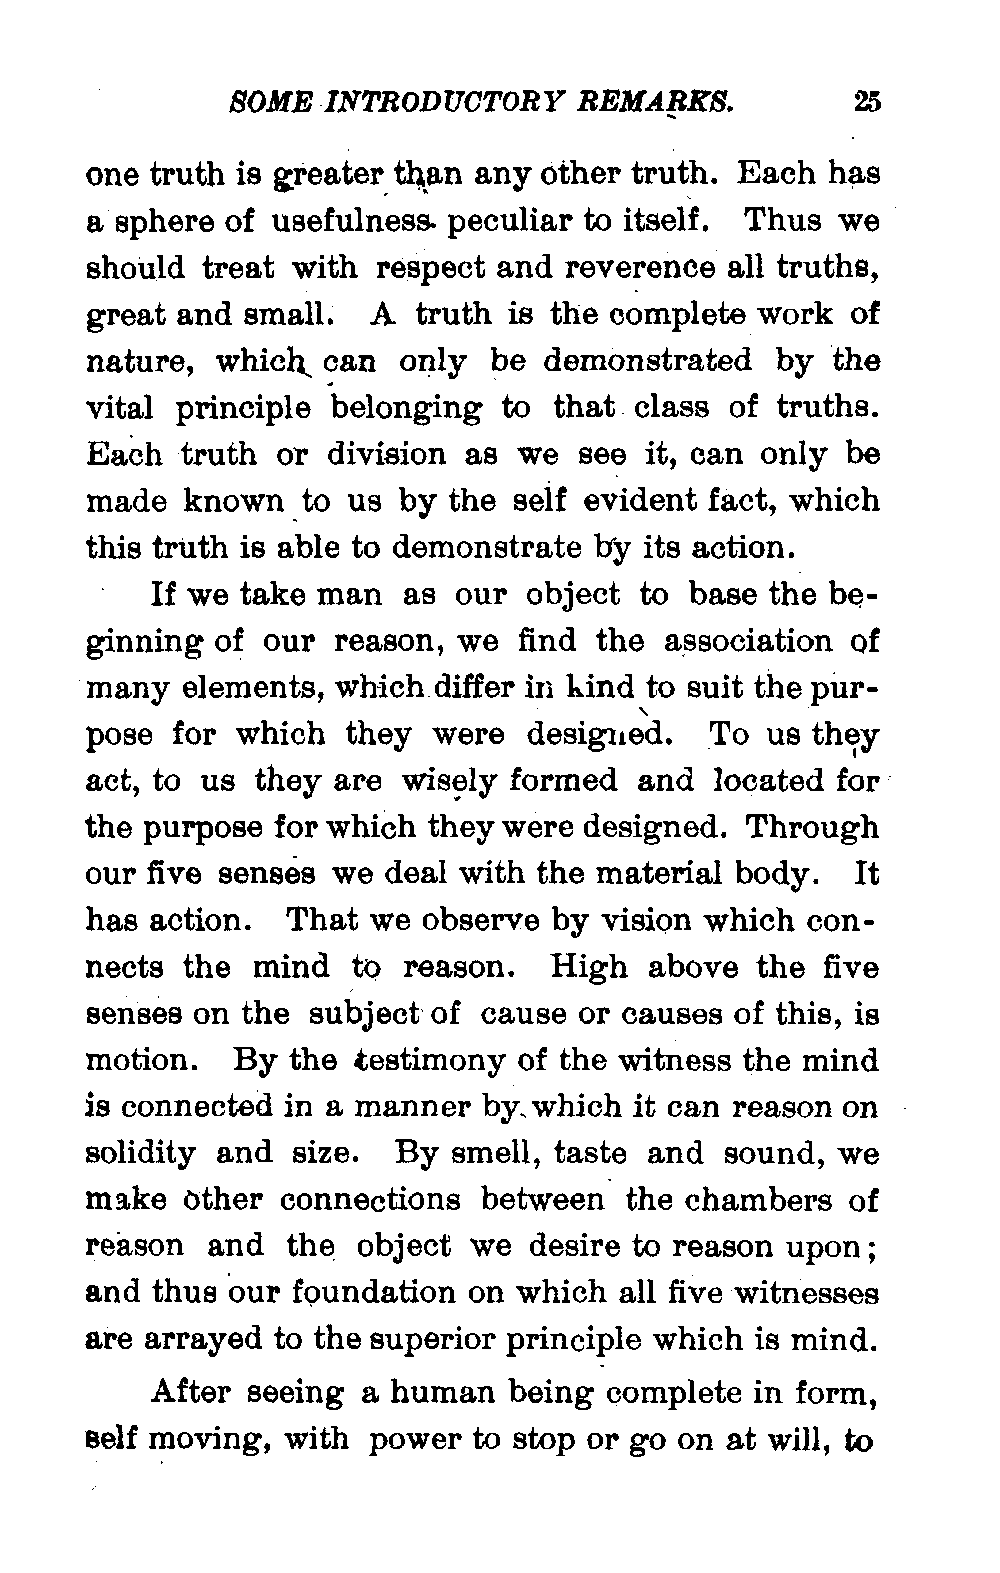 SOME INTRODUCTORY REMARKS. 25
one truth is greater than any other truth. Each has
a sphere of usefulness peculiar to itself. Thus we
should treat with respect and reverence all truths,
great and small. A truth is the complete work of
nature, which can only be demonstrated by the
vital principle belonging to that class of truths.
Each truth or division as we see it, can only be
made known to us by the self evident fact, which
this truth is able to demonstrate by its action.
If we take man as our object to base the be-
ginning of our reason, we find the association of
many elements, which differ in kind to suit the pur-
pose for which they were designed. To us they
act, to us they are wisely formed and located for
the purpose for which they were designed. Through
our five senses we deal with the material body. It
has action. That we observe by vision which con-
nects the mind to reason. High above the five
senses on the subject of cause or causes of this, is
motion. By the testimony of the witness the mind
is connected in a manner by which it can reason on
solidity and size. By smell, taste and sound, we
make other connections between the chambers of
reason and the object we desire to reason upon;
and thus our foundation on which all five witnesses
are arrayed to the superior principle which is mind.
After seeing a human being complete in form,
self moving, with power to stop or go on at will, to